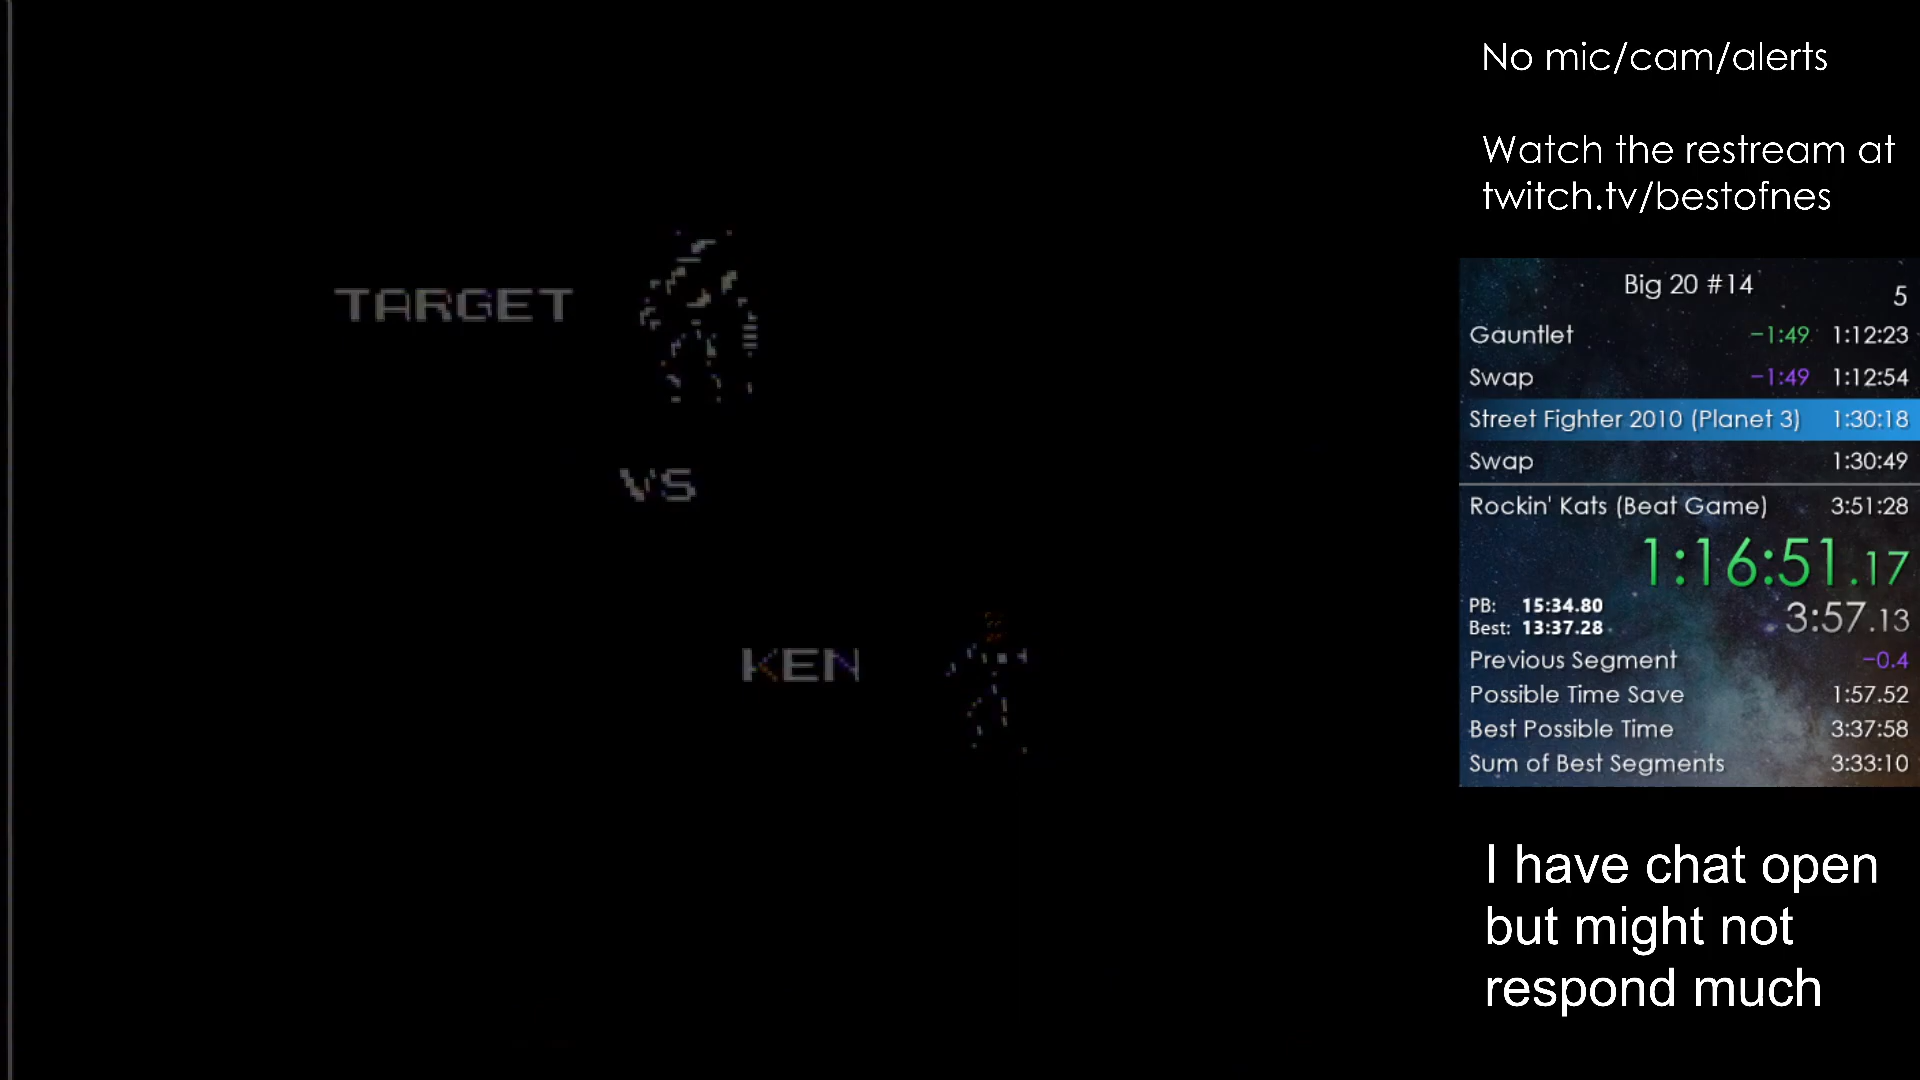 TARGET
VS
KEN
No mic/cam/alerts
Watch the restream at
twitch.tv/bestofnes
Big 20 #14
5
Gauntlet -1:49 1:12:23
Swap -1:49 1:12:54
Street Fighter 2010 (Planet 3) 1:30:18
Swap 1:30:49
Rockin' Kats (Beat Game) 3:51:28
1:16:51.17
PB: 15:34.80
Best: 13:37.28
3:57.13
Previous Segment -0.4
Possible Time Save 1:57.52
Best Possible Time 3:37:58
Sum of Best Segments 3:33:10
I have chat open
but might not
respond much